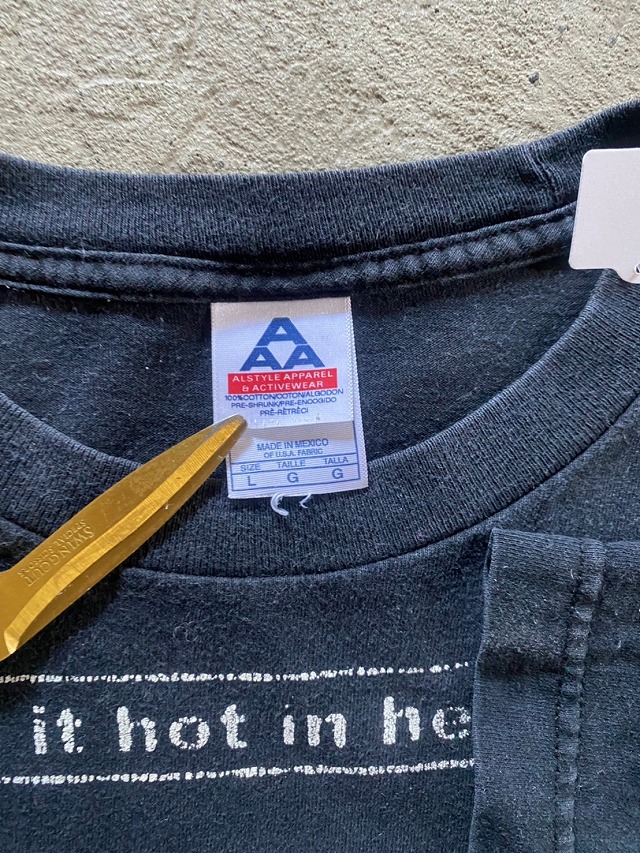 A
AAA
ALSTYLE APPAREL
& ACTIVEWEAR
100%COTTON/COTON/ALGODON
PRE-SHRUNK/PRE-ENCOGIDO
PRÉ-RÉTRÉCI
MADE IN MEXICO
OF U.S.A. FABRIC
SIZE TAILLE TALLA
L G G
SWINGCUT
it hot in he